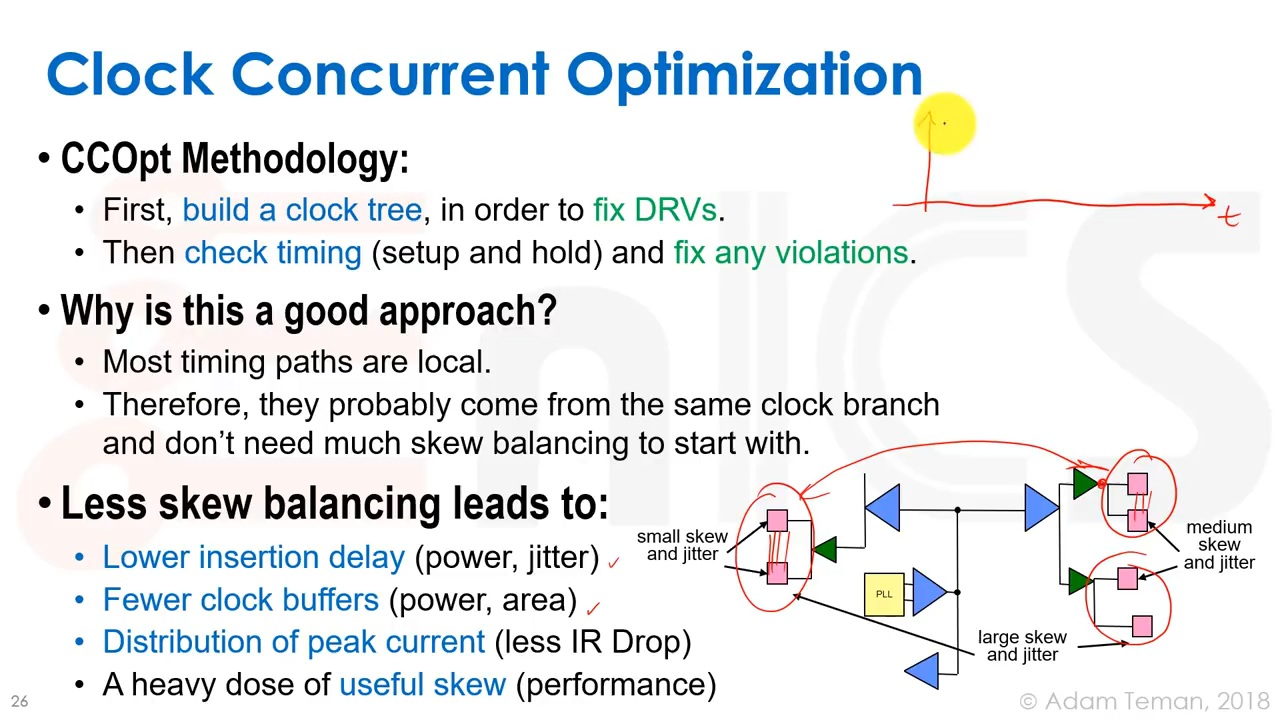 Clock Concurrent Optimization
• CCOpt Methodology:
• First, build a clock tree, in order to fix DRVs.
• Then check timing (setup and hold) and fix any violations.
t
• Why is this a good approach?
• Most timing paths are local.
• Therefore, they probably come from the same clock branch
and don’t need much skew balancing to start with.
• Less skew balancing leads to:
• Lower insertion delay (power, jitter)
• Fewer clock buffers (power, area)
• Distribution of peak current (less IR Drop)
• A heavy dose of useful skew (performance)
small skew
and jitter
PLL
medium
skew
and jitter
large skew
and jitter
EnICS
26
© Adam Teman, 2018